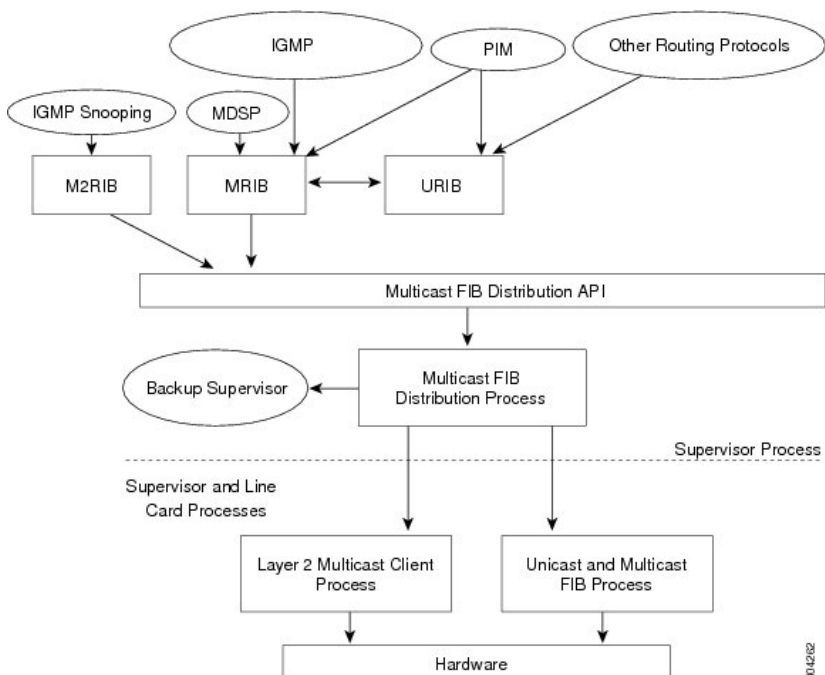 IGMP
PIM
Other Routing Protocols
IGMP Snooping
MDSP
M2RIB
MRIB
URIB
Multicast FIB Distribution API
Backup Supervisor
Multicast FIB
Distribution Process
Supervisor Process
Supervisor and Line
Card Processes
Layer 2 Multicast Client
Process
Unicast and Multicast
FIB Process
Hardware